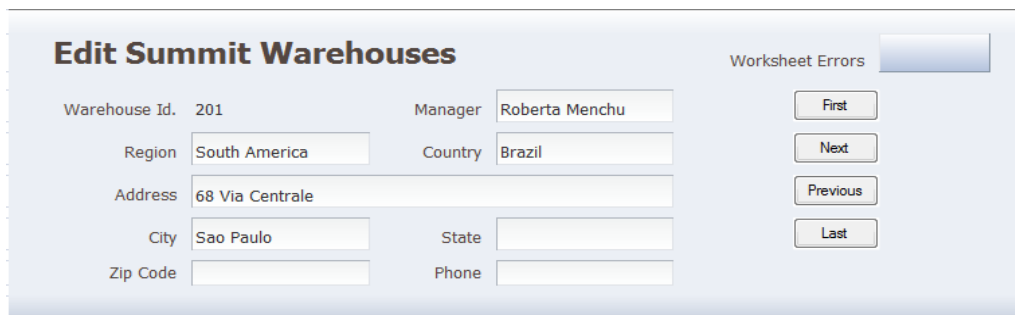 Edit Summit Warehouses
Worksheet Errors
Warehouse Id. 201 Manager Roberta Menchu First
Region South America Country Brazil Next
Address 68 Via Centrale Previous
City Sao Paulo State Last
Zip Code Phone